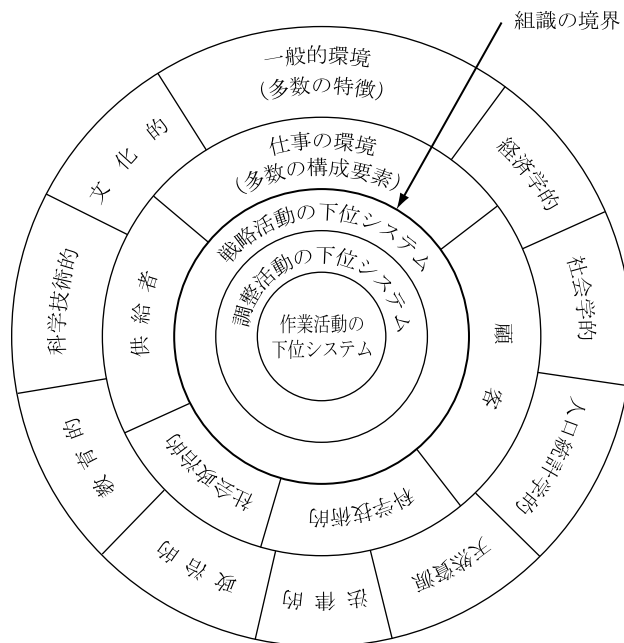 組織の境界
一般的環境
(多数の特徴)
経済学的
社会学的
人口統計学的
天然資源
法律的
政治的
教育的
科学技術的
文化的
仕事の環境
(多数の構成要素)
顧客
科学技術的
社会政治的
供給者
戦略活動の下位システム
調整活動の下位システム
作業活動の
下位システム